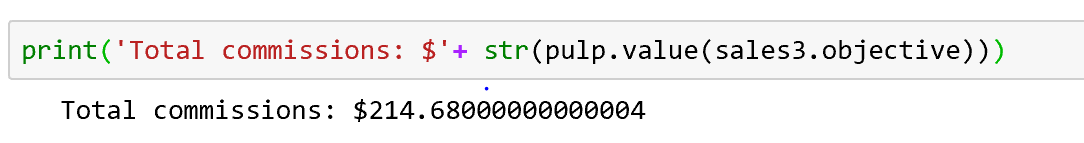 print('Total commissions: $'+ str(pulp.value(sales3.objective)))
Total commissions: $214.68000000000004